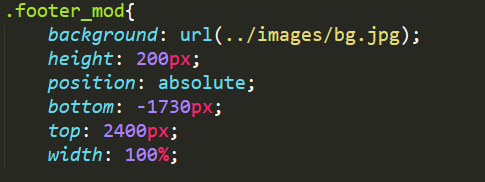 .footer_mod{
background: url(../images/bg.jpg);
height: 200px;
position: absolute;
bottom: -1730px;
top: 2400px;
width: 100%;